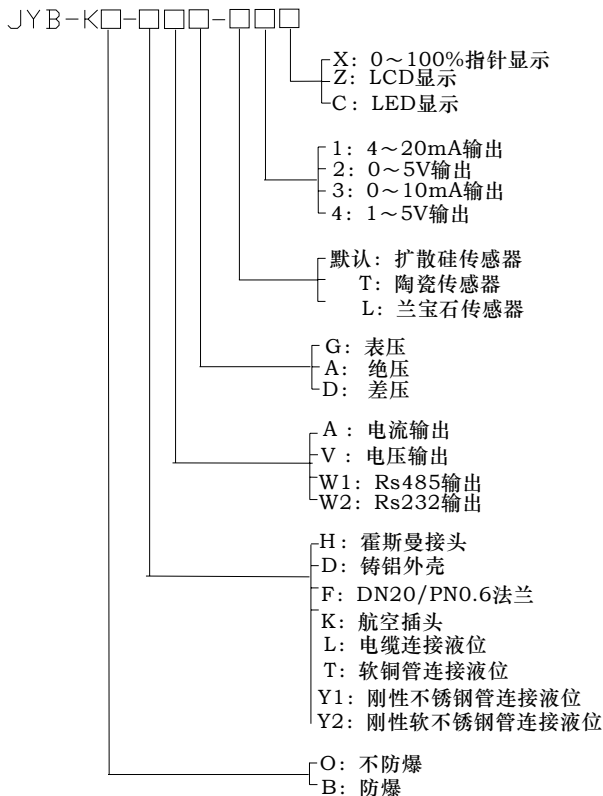 JYB-K□-□□□-□□□
X: 0～100%指针显示
Z: LCD显示
C: LED显示
1: 4～20mA输出
2: 0～5V输出
3: 0～10mA输出
4: 1～5V输出
默认: 扩散硅传感器
T: 陶瓷传感器
L: 兰宝石传感器
G: 表压
A: 绝压
D: 差压
A: 电流输出
V: 电压输出
W1: Rs485输出
W2: Rs232输出
H: 霍斯曼接头
D: 铸铝外壳
F: DN20/PN0.6法兰
K: 航空插头
L: 电缆连接液位
T: 软铜管连接液位
Y1: 刚性不锈钢管连接液位
Y2: 刚性软不锈钢管连接液位
O: 不防爆
B: 防爆